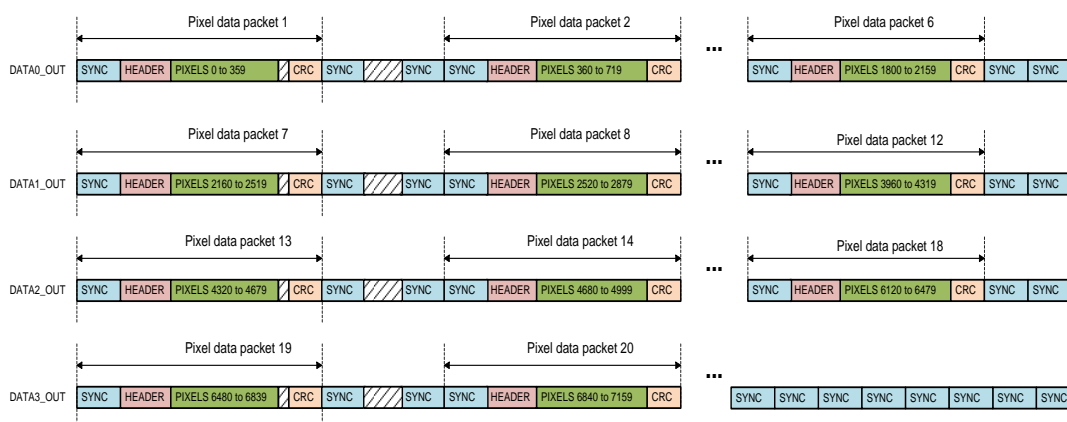 Pixel data packet 1 Pixel data packet 2 ... Pixel data packet 6
DATA0_OUT SYNC HEADER PIXELS 0 to 359 CRC SYNC SYNC SYNC HEADER PIXELS 360 to 719 CRC SYNC HEADER PIXELS 1800 to 2159 CRC SYNC SYNC
Pixel data packet 7 Pixel data packet 8 ... Pixel data packet 12
DATA1_OUT SYNC HEADER PIXELS 2160 to 2519 CRC SYNC SYNC SYNC HEADER PIXELS 2520 to 2879 CRC SYNC HEADER PIXELS 3960 to 4319 CRC SYNC SYNC
Pixel data packet 13 Pixel data packet 14 ... Pixel data packet 18
DATA2_OUT SYNC HEADER PIXELS 4320 to 4679 CRC SYNC SYNC SYNC HEADER PIXELS 4680 to 4999 CRC SYNC HEADER PIXELS 6120 to 6479 CRC SYNC SYNC
Pixel data packet 19 Pixel data packet 20 ...
DATA3_OUT SYNC HEADER PIXELS 6480 to 6839 CRC SYNC SYNC SYNC HEADER PIXELS 6840 to 7159 CRC SYNC SYNC SYNC SYNC SYNC SYNC SYNC SYNC